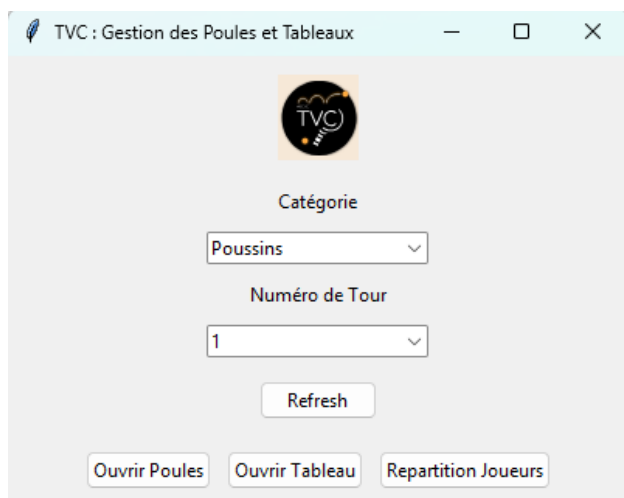 TVC : Gestion des Poules et Tableaux
TVC
Catégorie
Poussins
Numéro de Tour
1
Refresh
Ouvrir Poules Ouvrir Tableau Repartition Joueurs